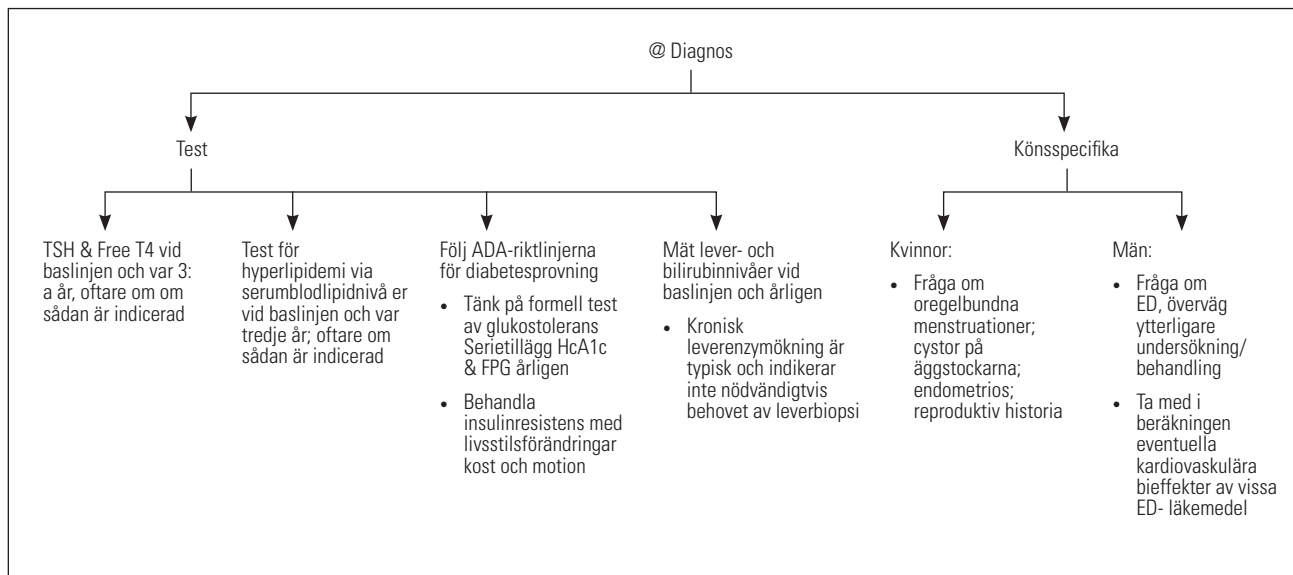 @ Diagnos
Test
Könsspecifika
TSH & Free T4 vid
baslinjen och var 3:
a år, oftare om om
sådan är indicerad
Test för
hyperlipidemi via
serumblodlipidnivå er
vid baslinjen och var
tredje år; oftare om
sådan är indicerad
Följ ADA-riktlinjerna
för diabetesprovning
• Tänk på formell test
av glukostolerans
Serietillägg HcA1c
& FPG årligen
• Behandla
insulinresistens med
livsstilsförändringar
kost och motion
Mät lever- och
bilirubinnivåer vid
baslinjen och årligen
• Kronisk
leverenzymökning är
typisk och indikerar
inte nödvändigtvis
behovet av leverbiopsi
Kvinnor:
• Fråga om
oregelbundna
menstruationer;
cystor på
äggstockarna;
endometrios;
reproduktiv historia
Män:
• Fråga om
ED, överväg
ytterligare
undersökning/
behandling
• Ta med i
beräkningen
eventuella
kardiovaskulära
bieffekter av vissa
ED- läkemedel